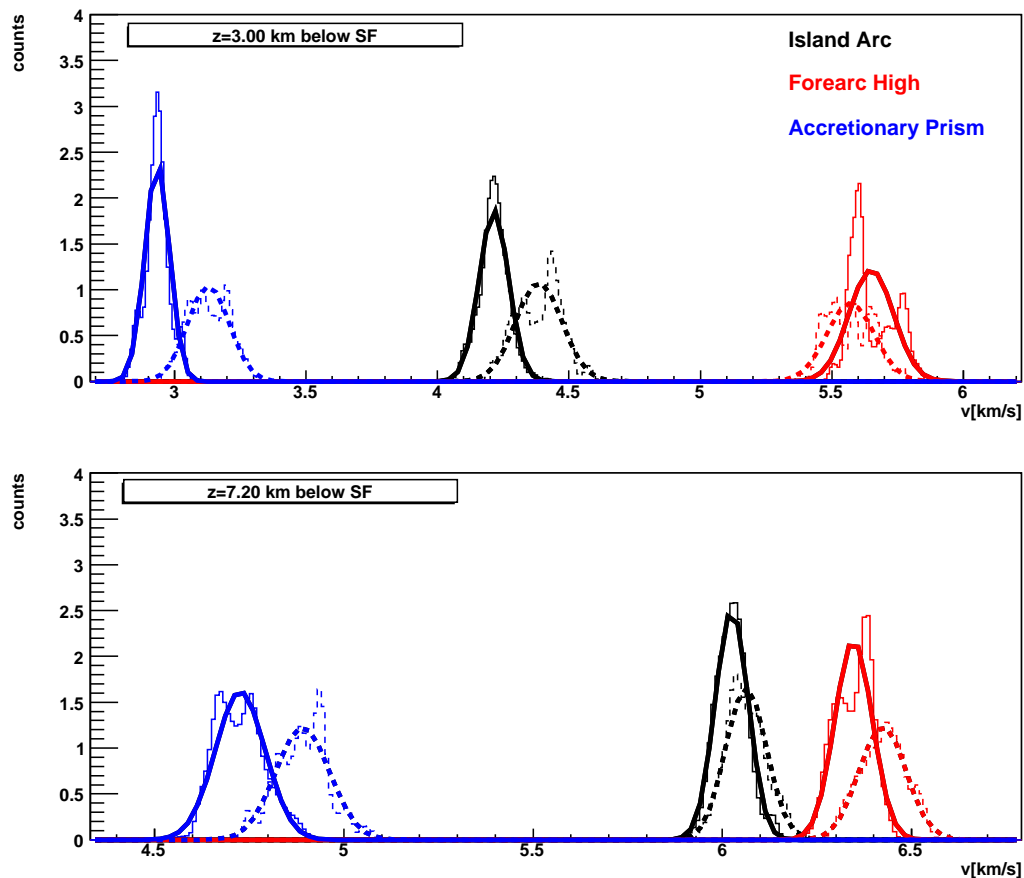 counts
z=3.00 km below SF
Island Arc
Forearc High
Accretionary Prism
4
3.5
3
2.5
2
1.5
1
0.5
0
3 3.5 4 4.5 5 5.5 6
v[km/s]
counts
z=7.20 km below SF
4
3.5
3
2.5
2
1.5
1
0.5
0
4.5 5 5.5 6 6.5
v[km/s]